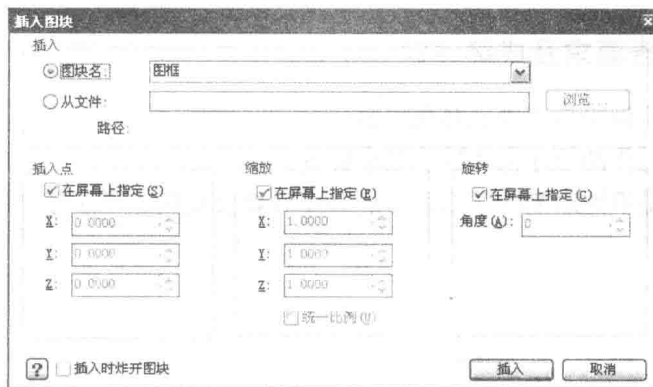 插入图块
插入
图块名: 图框
从文件: 浏览...
路径:
插入点 缩放 旋转
在屏幕上指定(S) 在屏幕上指定(E) 在屏幕上指定(C)
X: 0.0000 X: 1.0000 角度(A): 0
Y: 0.0000 Y: 1.0000
Z: 0.0000 Z: 1.0000
统一比例(U)
? 插入时炸开图块 插入 取消